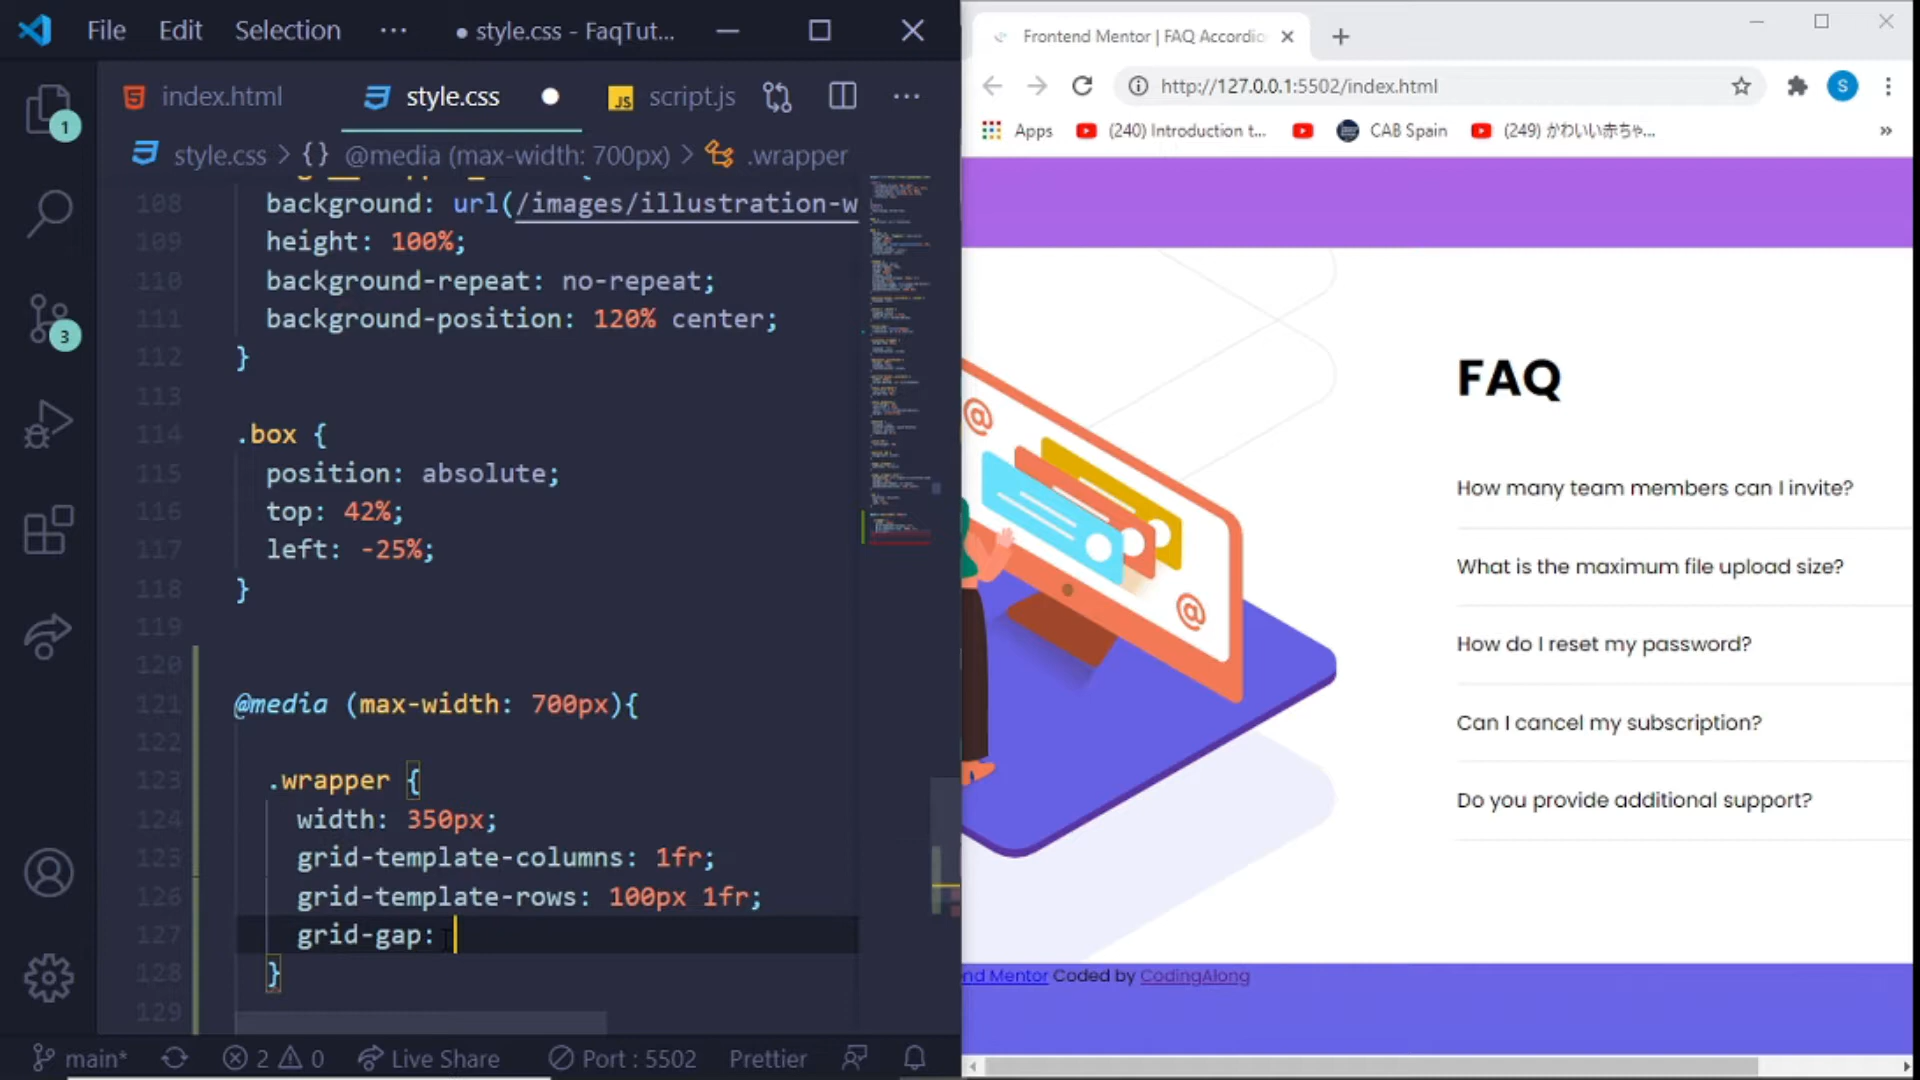 File Edit Selection ... ● style.css - FaqTut...
index.html style.css script.js
style.css > {} @media (max-width: 700px) > .wrapper
108 background: url(/images/illustration-w
109 height: 100%;
110 background-repeat: no-repeat;
111 background-position: 120% center;
112 }
113
114 .box {
115 position: absolute;
116 top: 42%;
117 left: -25%;
118 }
119
120
121 @media (max-width: 700px){
122
123 .wrapper {
124 width: 350px;
125 grid-template-columns: 1fr;
126 grid-template-rows: 100px 1fr;
127 grid-gap:
128 }
129
1
3
main* 2 0 Live Share Port : 5502 Prettier
Frontend Mentor | FAQ Accordio
http://127.0.0.1:5502/index.html S
Apps (240) Introduction t... CAB Spain (249) かわいい赤ちゃ... »
FAQ
How many team members can I invite?
What is the maximum file upload size?
How do I reset my password?
Can I cancel my subscription?
Do you provide additional support?
nd Mentor Coded by CodingAlong